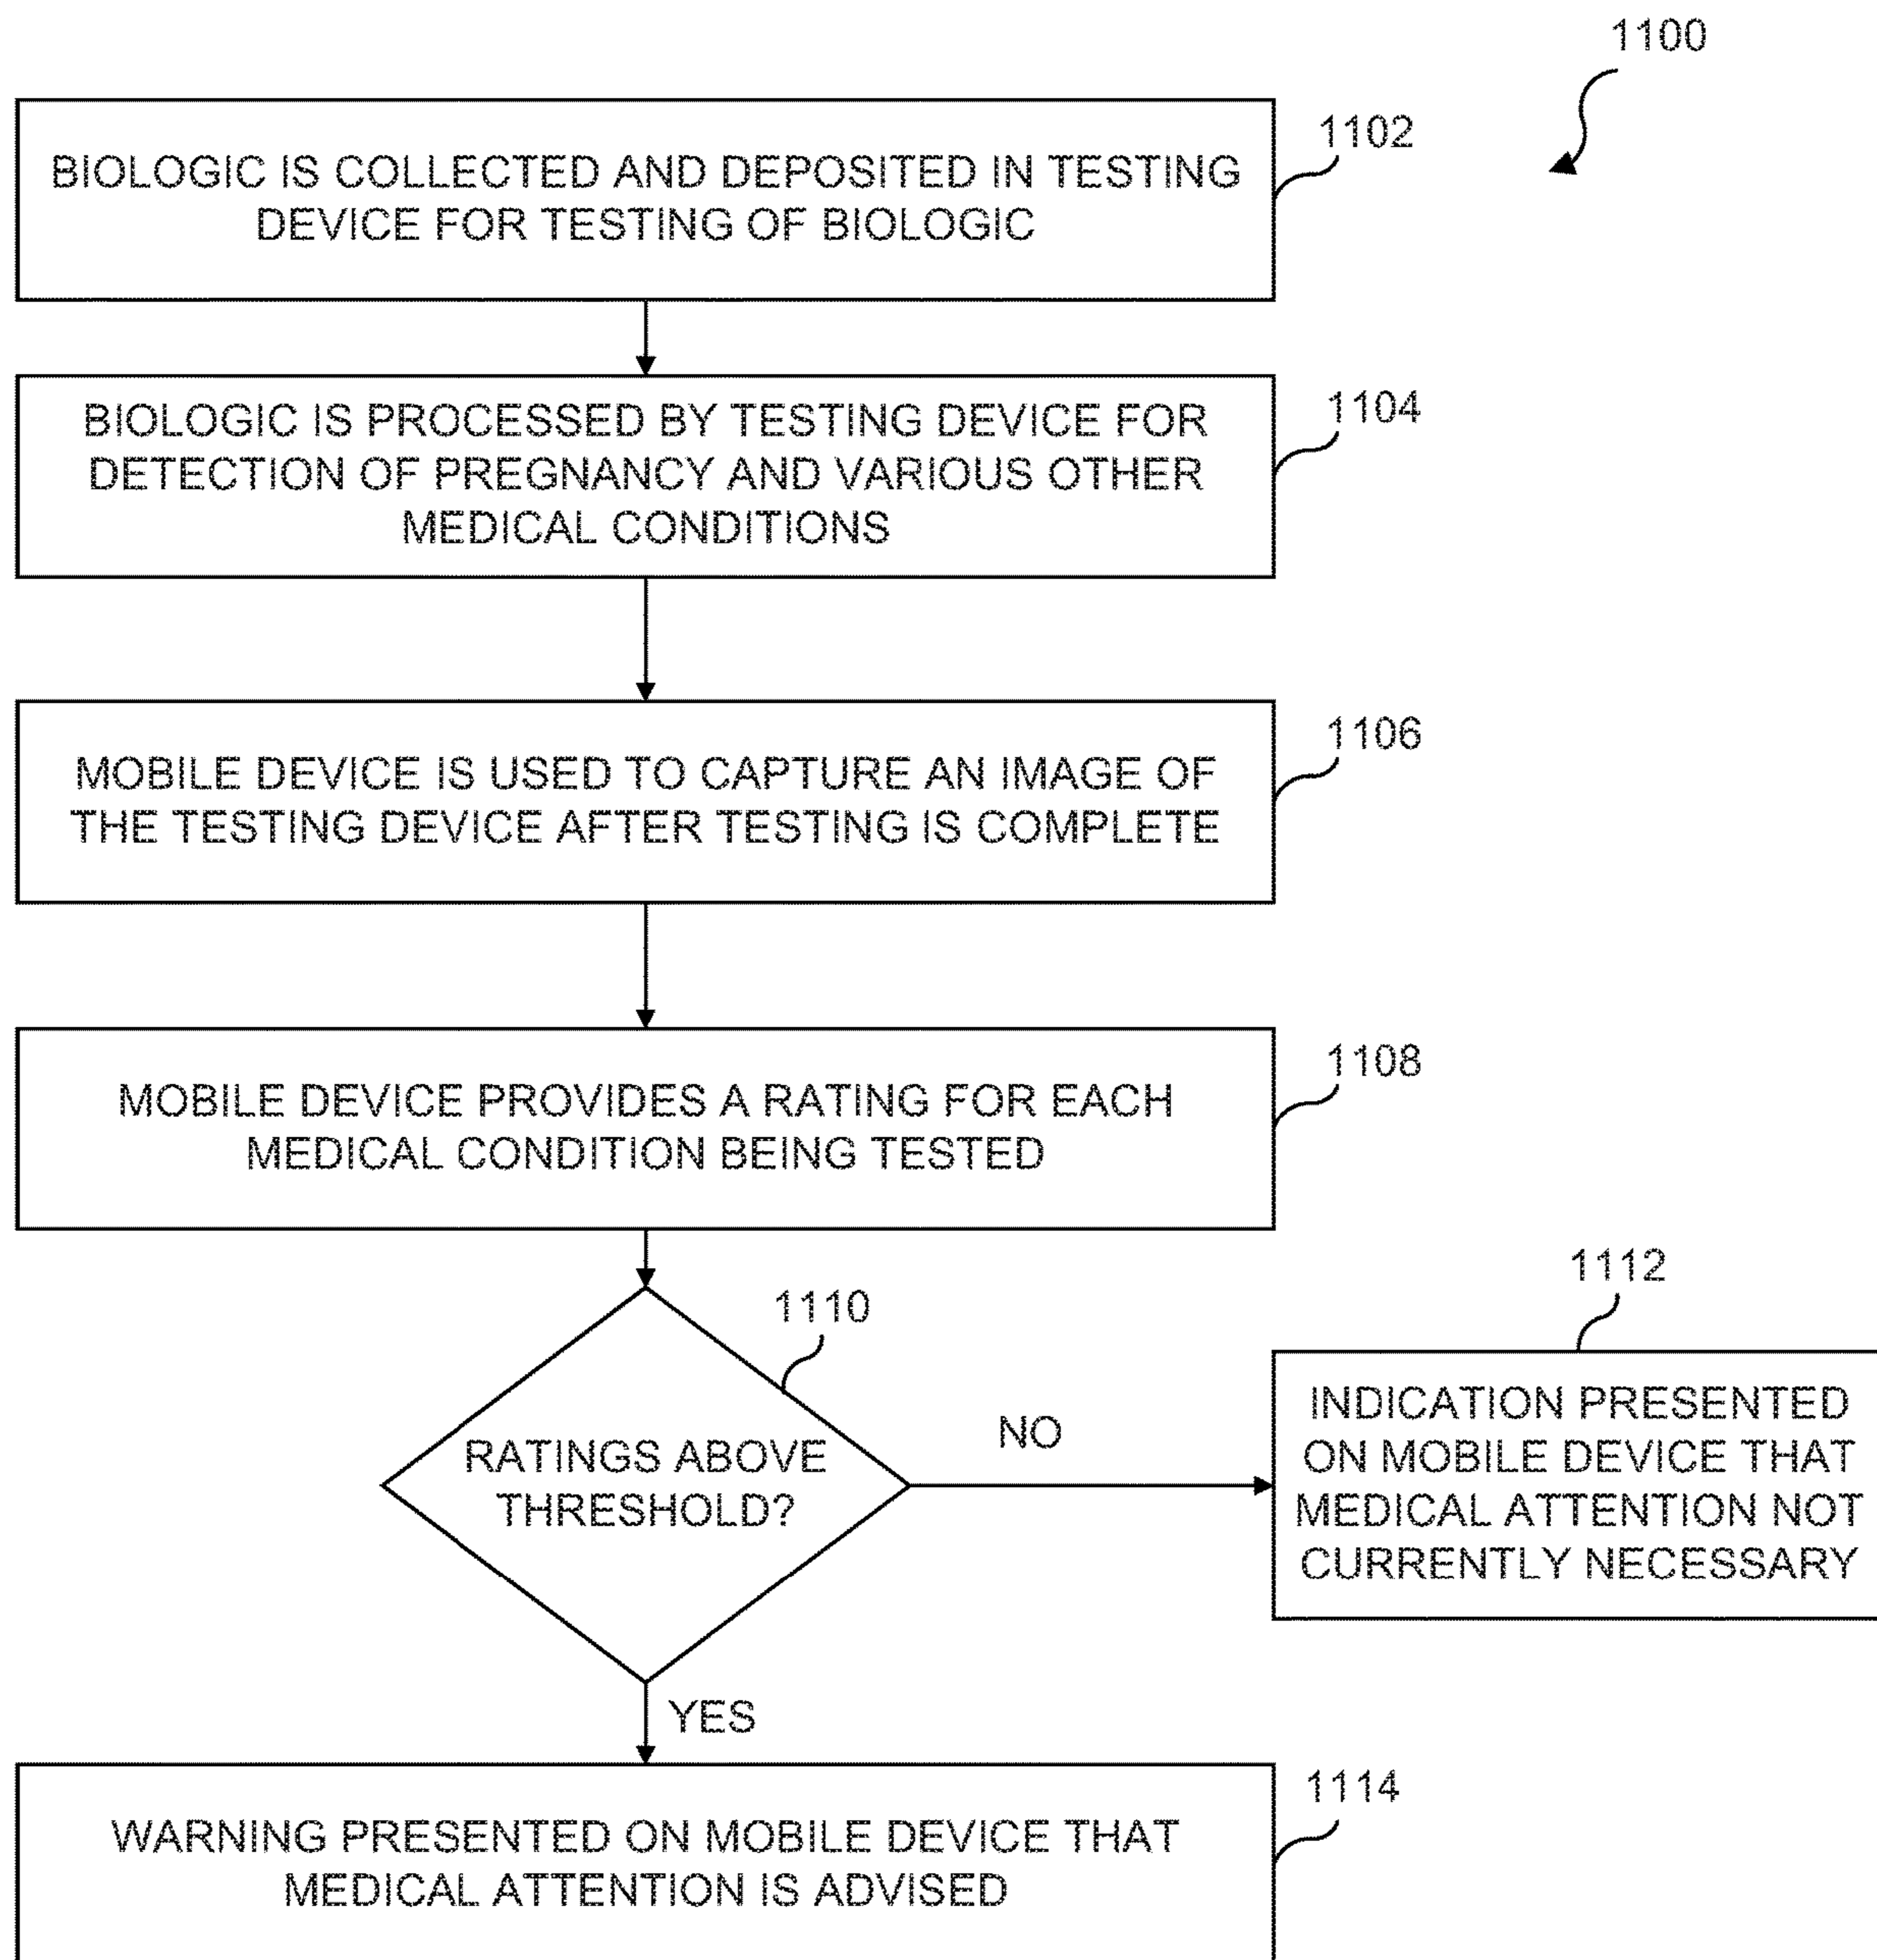 1100
BIOLOGIC IS COLLECTED AND DEPOSITED IN TESTING
DEVICE FOR TESTING OF BIOLOGIC
1102
BIOLOGIC IS PROCESSED BY TESTING DEVICE FOR
DETECTION OF PREGNANCY AND VARIOUS OTHER
MEDICAL CONDITIONS
1104
MOBILE DEVICE IS USED TO CAPTURE AN IMAGE OF
THE TESTING DEVICE AFTER TESTING IS COMPLETE
1106
MOBILE DEVICE PROVIDES A RATING FOR EACH
MEDICAL CONDITION BEING TESTED
1108
RATINGS ABOVE
THRESHOLD?
1110
NO
INDICATION PRESENTED
ON MOBILE DEVICE THAT
MEDICAL ATTENTION NOT
CURRENTLY NECESSARY
1112
YES
WARNING PRESENTED ON MOBILE DEVICE THAT
MEDICAL ATTENTION IS ADVISED
1114